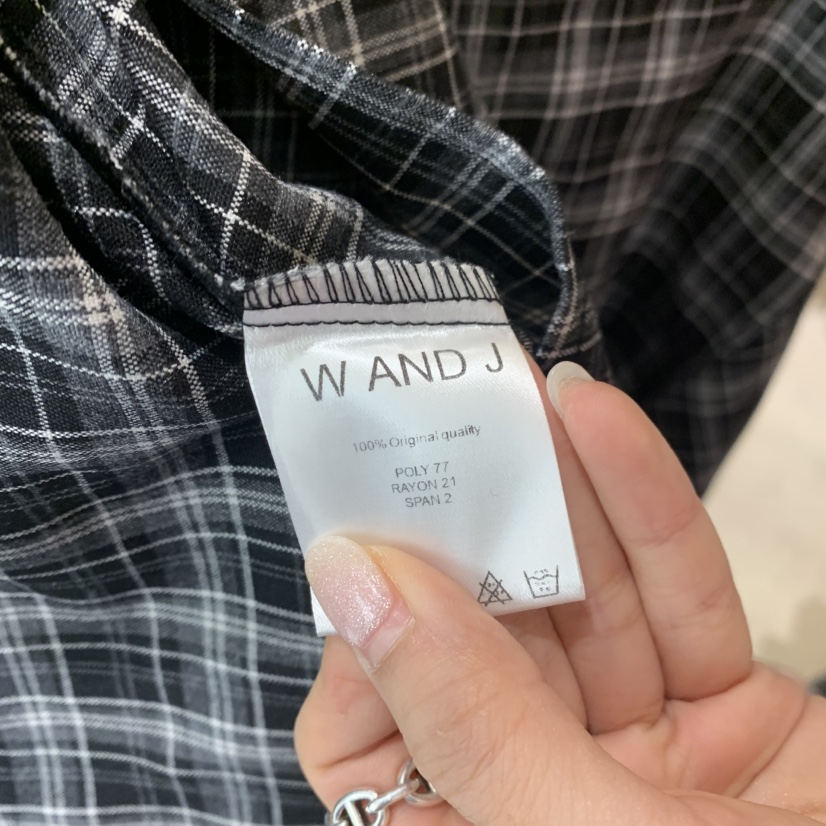 W AND J
100% Original quality
POLY 77
RAYON 21
SPAN 2